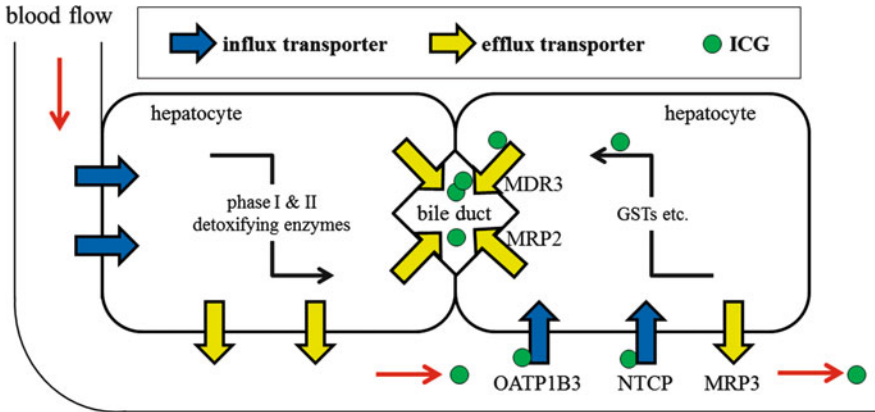 blood flow
influx transporter
efflux transporter
ICG
hepatocyte
hepatocyte
phase I & II
detoxifying enzymes
MDR3
bile duct
MRP2
GSTs etc.
OATP1B3
NTCP
MRP3